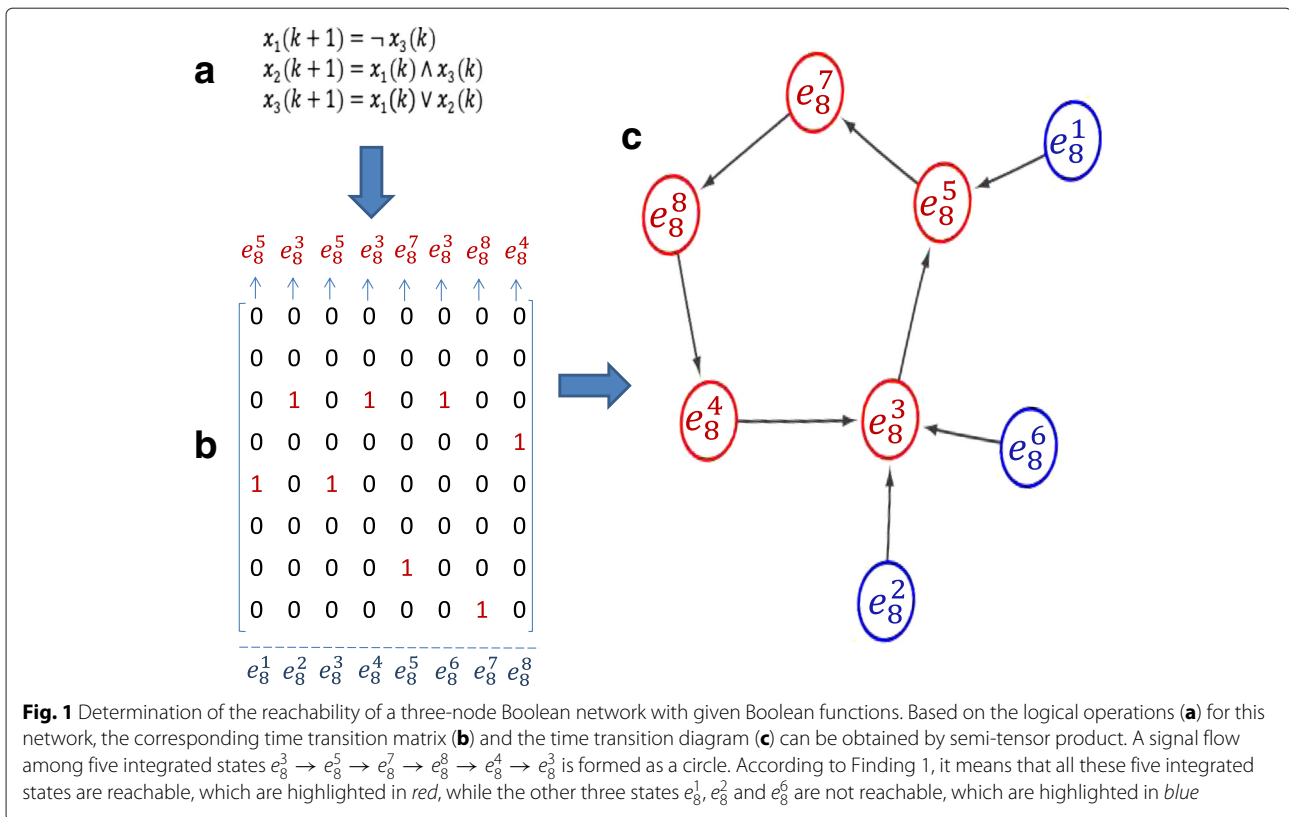 a
x₁(k + 1) = ¬ x₃(k)
x₂(k + 1) = x₁(k) ∧ x₃(k)
x₃(k + 1) = x₁(k) ∨ x₂(k)
b
e₈⁵ e₈³ e₈⁵ e₈³ e₈⁷ e₈³ e₈⁸ e₈⁴
0 0 0 0 0 0 0 0
0 0 0 0 0 0 0 0
0 1 0 1 0 1 0 0
0 0 0 0 0 0 0 1
1 0 1 0 0 0 0 0
0 0 0 0 0 0 0 0
0 0 0 0 1 0 0 0
0 0 0 0 0 0 1 0
e₈¹ e₈² e₈³ e₈⁴ e₈⁵ e₈⁶ e₈⁷ e₈⁸
c
e₈⁷
e₈¹
e₈⁵
e₈⁸
e₈⁴
e₈³
e₈⁶
e₈²
Fig. 1 Determination of the reachability of a three-node Boolean network with given Boolean functions. Based on the logical operations (a) for this
network, the corresponding time transition matrix (b) and the time transition diagram (c) can be obtained by semi-tensor product. A signal flow
among five integrated states e₈³ → e₈⁵ → e₈⁷ → e₈⁸ → e₈⁴ → e₈³ is formed as a circle. According to Finding 1, it means that all these five integrated
states are reachable, which are highlighted in red, while the other three states e₈¹, e₈² and e₈⁶ are not reachable, which are highlighted in blue